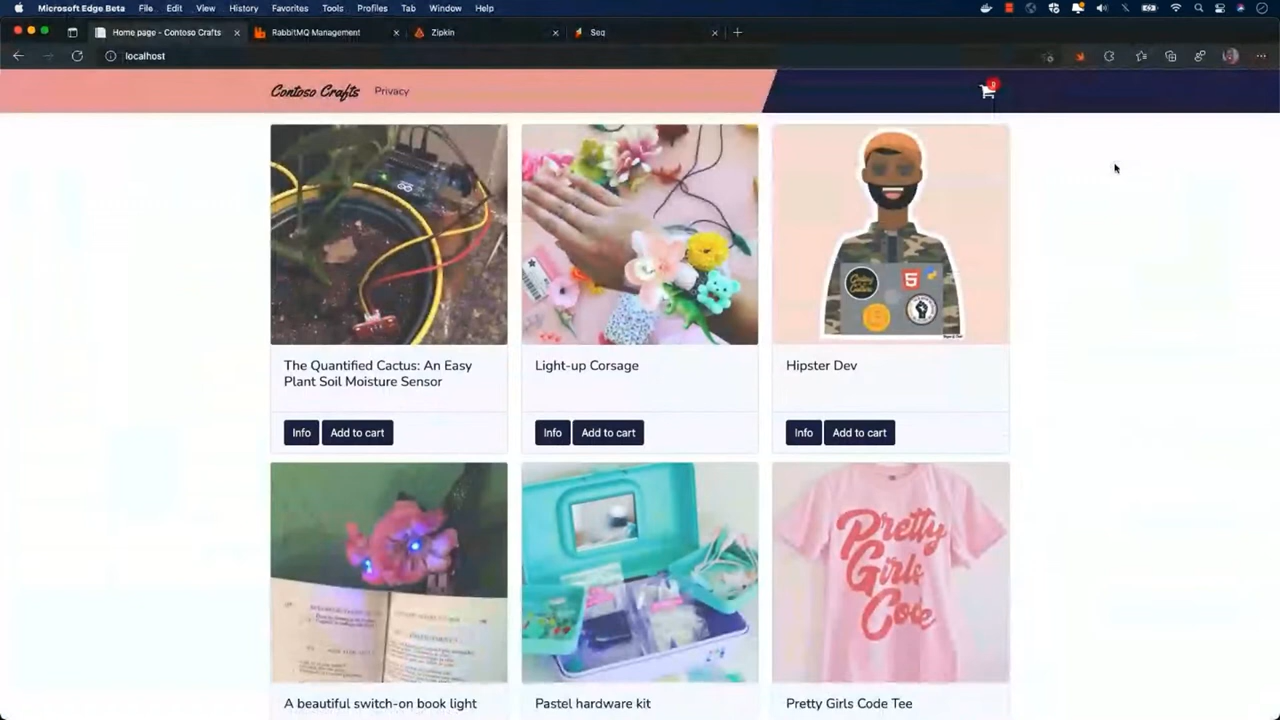 Microsoft Edge Beta File Edit View History Favorites Tools Profiles Tab Window Help
Home page - Contoso Crafts
RabbitMQ Management
Zipkin
Seq
localhost
Contoso Crafts
Privacy
The Quantified Cactus: An Easy
Plant Soil Moisture Sensor
Info
Add to cart
Light-up Corsage
Info
Add to cart
Hipster Dev
Info
Add to cart
Pretty
Girls
Code
A beautiful switch-on book light
Pastel hardware kit
Pretty Girls Code Tee